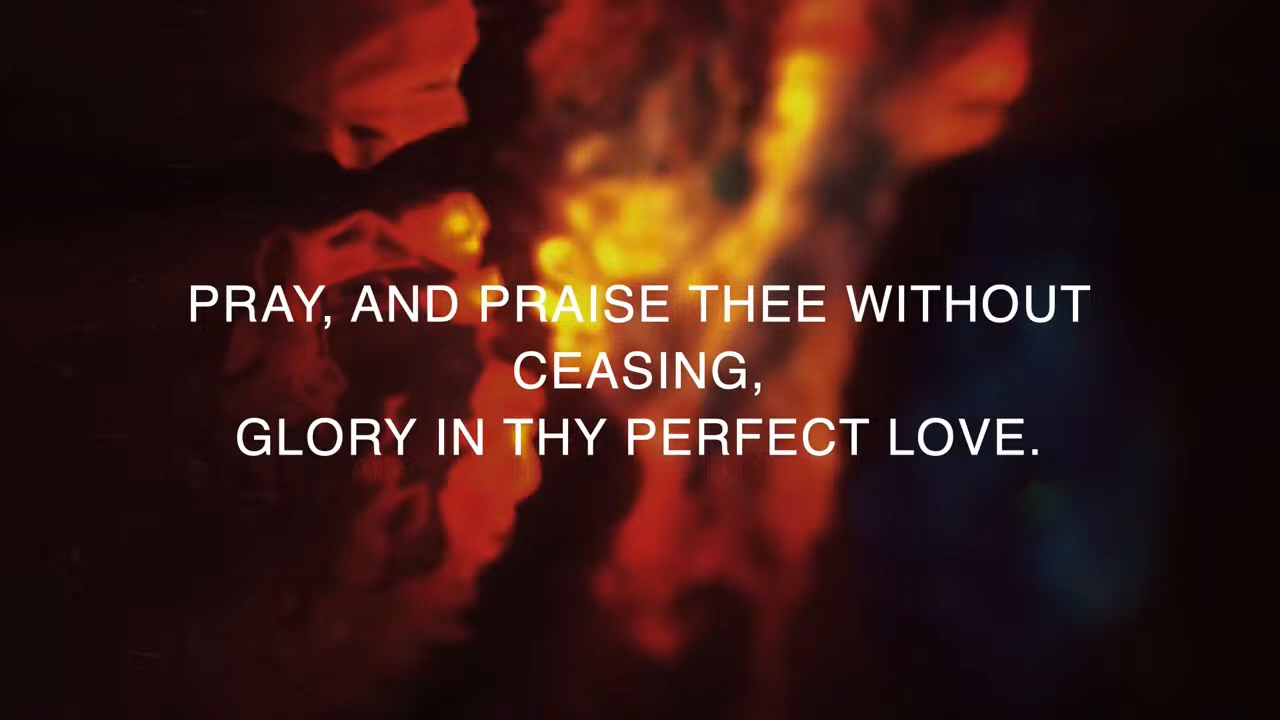 PRAY, AND PRAISE THEE WITHOUT
CEASING,
GLORY IN THY PERFECT LOVE.